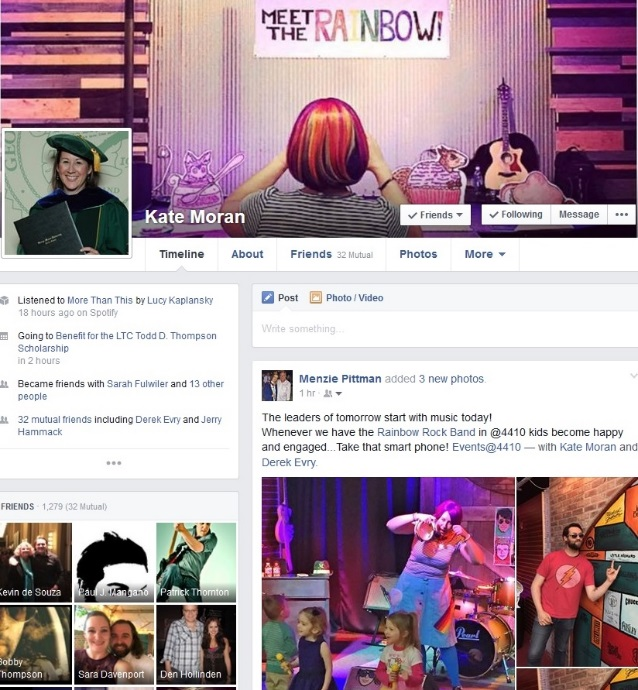 MEET
THE RAINBOW!
Kate Moran
Friends
Following
Message
Timeline
About
Friends 32 Mutual
Photos
More
Listened to More Than This by Lucy Kaplansky
18 hours ago on Spotify
Going to Benefit for the LTC Todd D. Thompson
Scholarship
in 2 hours
Became friends with Sarah Fulwiler and 13 other
people
32 mutual friends including Derek Evry and Jerry
Hammack
FRIENDS · 1,279 (32 Mutual)
Kevin de Souza
Paul J. Mangano
Patrick Thornton
Bobby
Thompson
Sara Davenport
Den Hollinden
Post
Photo / Video
Write something...
Menzie Pittman added 3 new photos.
1 hr ·
The leaders of tomorrow start with music today!
Whenever we have the Rainbow Rock Band in @4410 kids become happy
and engaged...Take that smart phone! Events@4410 — with Kate Moran and
Derek Evry.
Pearl